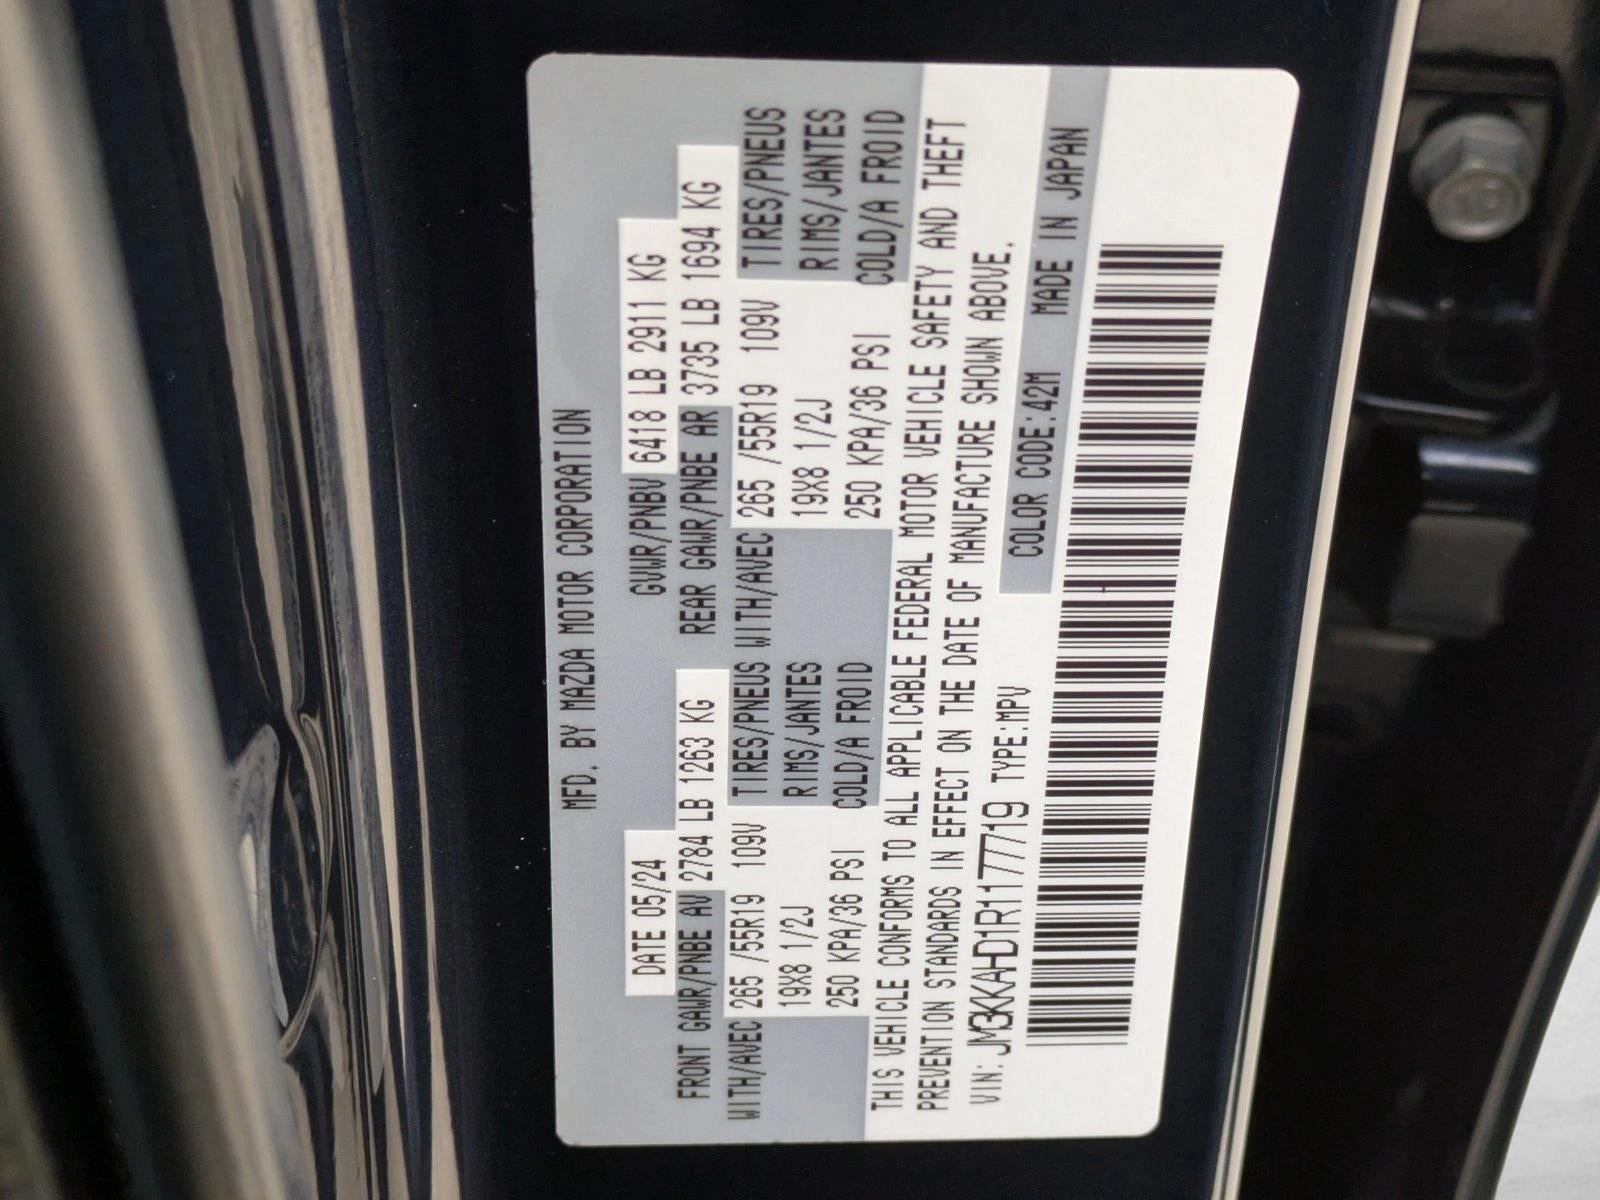 MFD. BY MAZDA MOTOR CORPORATION
DATE 05/24 GVWR/PNBV 6418 LB 2911 KG
FRONT GAWR/PNBE AV 2784 LB 1263 KG REAR GAWR/PNBE AR 3735 LB 1694 KG
WITH/AVEC 265 /55R19 109V TIRES/PNEUS WITH/AVEC 265 /55R19 109V TIRES/PNEUS
19X8 1/2J RIMS/JANTES 19X8 1/2J RIMS/JANTES
250 KPA/36 PSI COLD/A FROID 250 KPA/36 PSI COLD/A FROID
THIS VEHICLE CONFORMS TO ALL APPLICABLE FEDERAL MOTOR VEHICLE SAFETY AND THEFT
PREVENTION STANDARDS IN EFFECT ON THE DATE OF MANUFACTURE SHOWN ABOVE.
VIN: JM3KKAHD1R1177719 TYPE:MPV COLOR CODE:42M MADE IN JAPAN